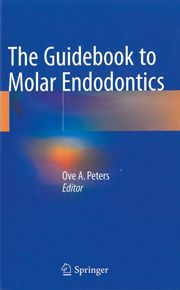 The Guidebook to
Molar Endodontics
Ove A. Peters
Editor
Springer